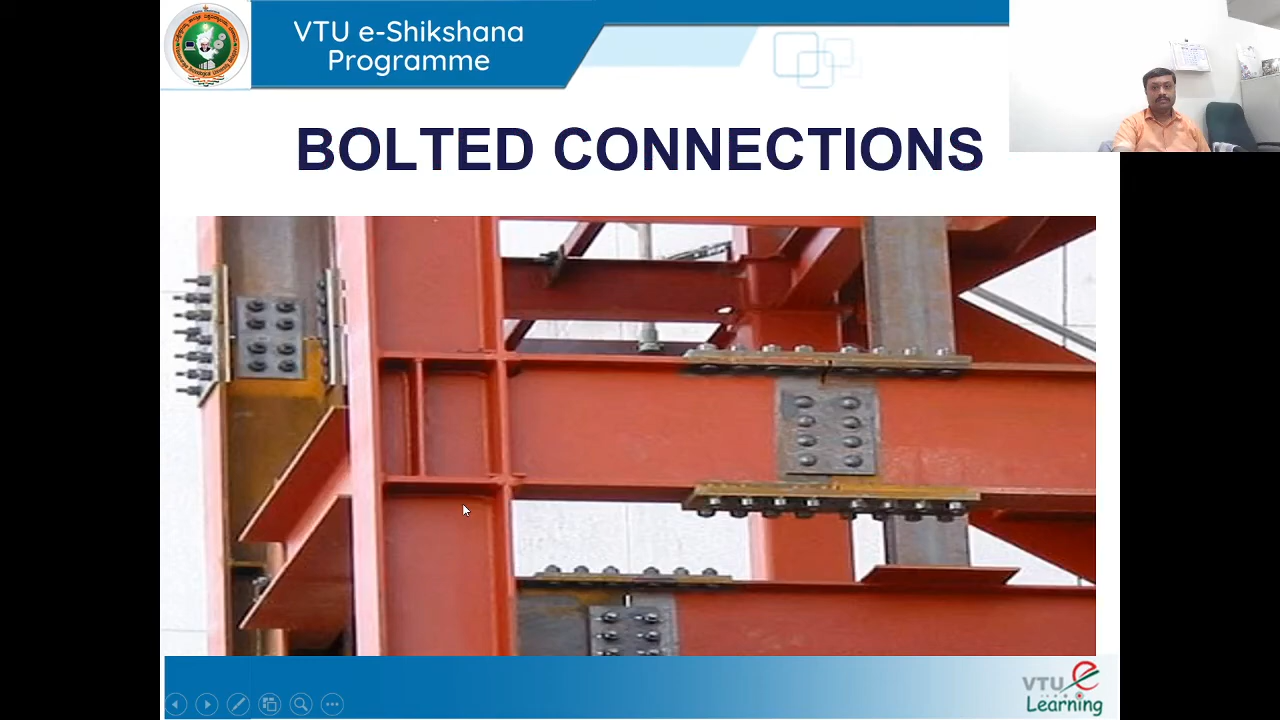 VTU e-Shikshana
Programme
BOLTED CONNECTIONS
VTU e
Learning